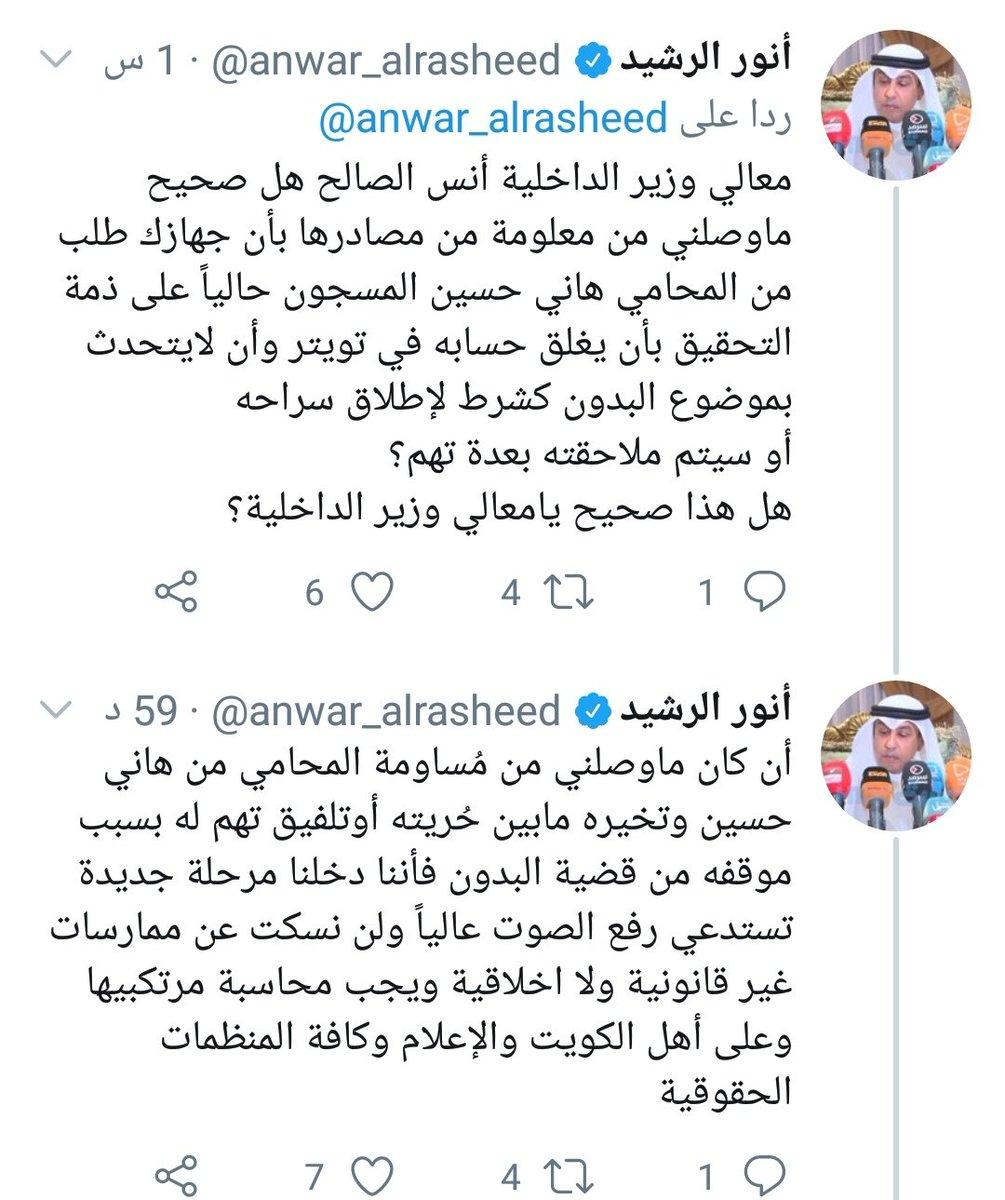 أنور الرشيد @anwar_alrasheed · 1 س
ردا على @anwar_alrasheed
معالي وزير الداخلية أنس الصالح هل صحيح
ماوصلني من معلومة من مصادرها بأن جهازك طلب
من المحامي هاني حسين المسجون حالياً على ذمة
التحقيق بأن يغلق حسابه في تويتر وأن لايتحدث
بموضوع البدون كشرط لإطلاق سراحه
أو سيتم ملاحقته بعدة تهم؟
هل هذا صحيح يامعالي وزير الداخلية؟
1 4 6
أنور الرشيد @anwar_alrasheed · 59 د
أن كان ماوصلني من مُساومة المحامي من هاني
حسين وتخيره مابين حُريته أوتلفيق تهم له بسبب
موقفه من قضية البدون فأننا دخلنا مرحلة جديدة
تستدعي رفع الصوت عالياً ولن نسكت عن ممارسات
غير قانونية ولا اخلاقية ويجب محاسبة مرتكبيها
وعلى أهل الكويت والإعلام وكافة المنظمات
الحقوقية
1 4 7